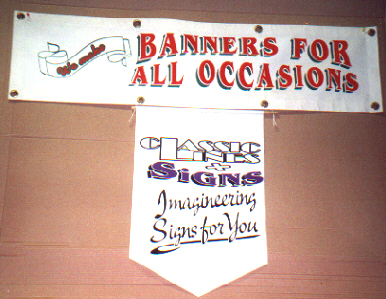 We make
BANNERS FOR
ALL OCCASIONS
CLASSIC
LINES
&
SIGNS
Imagineering
Signs for You